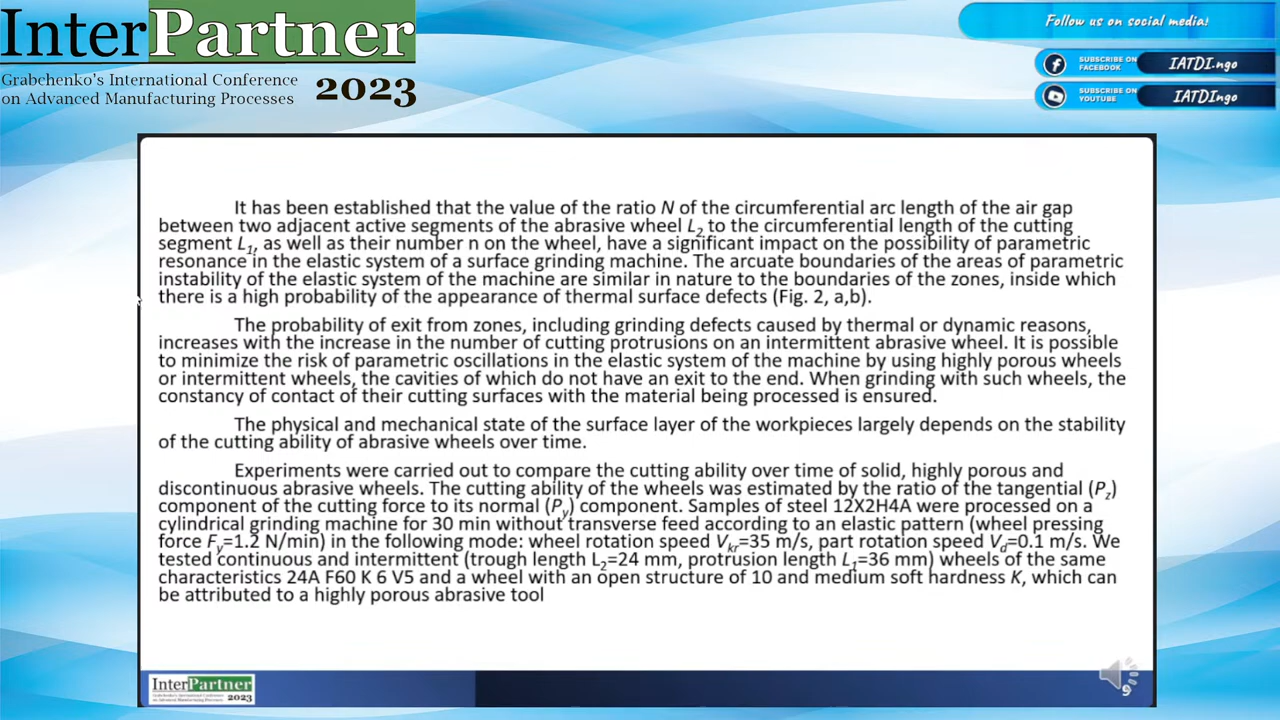 InterPartner
Grabchenko's International Conference
on Advanced Manufacturing Processes 2023
Follow us on social media!
SUBSCRIBE ON FACEBOOK IATDI.ngo
SUBSCRIBE ON YOUTUBE IATDIngo
It has been established that the value of the ratio N of the circumferential arc length of the air gap
between two adjacent active segments of the abrasive wheel L2 to the circumferential length of the cutting
segment L1, as well as their number n on the wheel, have a significant impact on the possibility of parametric
resonance in the elastic system of a surface grinding machine. The arcuate boundaries of the areas of parametric
instability of the elastic system of the machine are similar in nature to the boundaries of the zones, inside which
there is a high probability of the appearance of thermal surface defects (Fig. 2, a,b).
The probability of exit from zones, including grinding defects caused by thermal or dynamic reasons,
increases with the increase in the number of cutting protrusions on an intermittent abrasive wheel. It is possible
to minimize the risk of parametric oscillations in the elastic system of the machine by using highly porous wheels
or intermittent wheels, the cavities of which do not have an exit to the end. When grinding with such wheels, the
constancy of contact of their cutting surfaces with the material being processed is ensured.
The physical and mechanical state of the surface layer of the workpieces largely depends on the stability
of the cutting ability of abrasive wheels over time.
Experiments were carried out to compare the cutting ability over time of solid, highly porous and
discontinuous abrasive wheels. The cutting ability of the wheels was estimated by the ratio of the tangential (Pz)
component of the cutting force to its normal (Py) component. Samples of steel 12X2H4A were processed on a
cylindrical grinding machine for 30 min without transverse feed according to an elastic pattern (wheel pressing
force Fy=1.2 N/min) in the following mode: wheel rotation speed Vkr=35 m/s, part rotation speed Vd=0.1 m/s. We
tested continuous and intermittent (trough length L2=24 mm, protrusion length L1=36 mm) wheels of the same
characteristics 24A F60 K 6 V5 and a wheel with an open structure of 10 and medium soft hardness K, which can
be attributed to a highly porous abrasive tool
InterPartner
2023
9